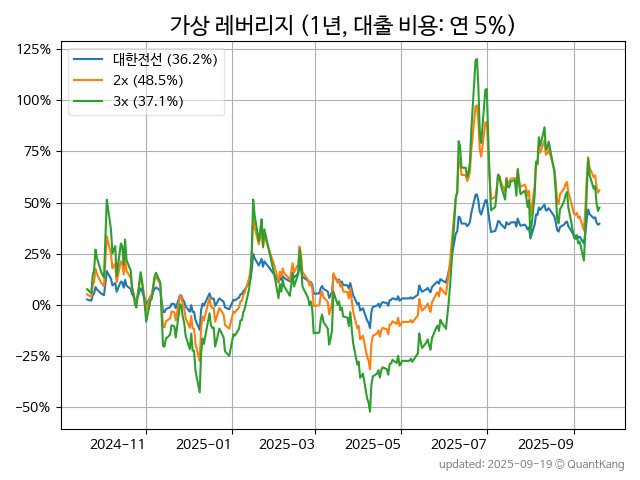 가상 레버리지 (1년, 대출 비용: 연 5%)
대한전선 (36.2%)
2x (48.5%)
3x (37.1%)
125%
100%
75%
50%
25%
0%
−25%
−50%
2024-11 2025-01 2025-03 2025-05 2025-07 2025-09
updated: 2025-09-19 © QuantKang